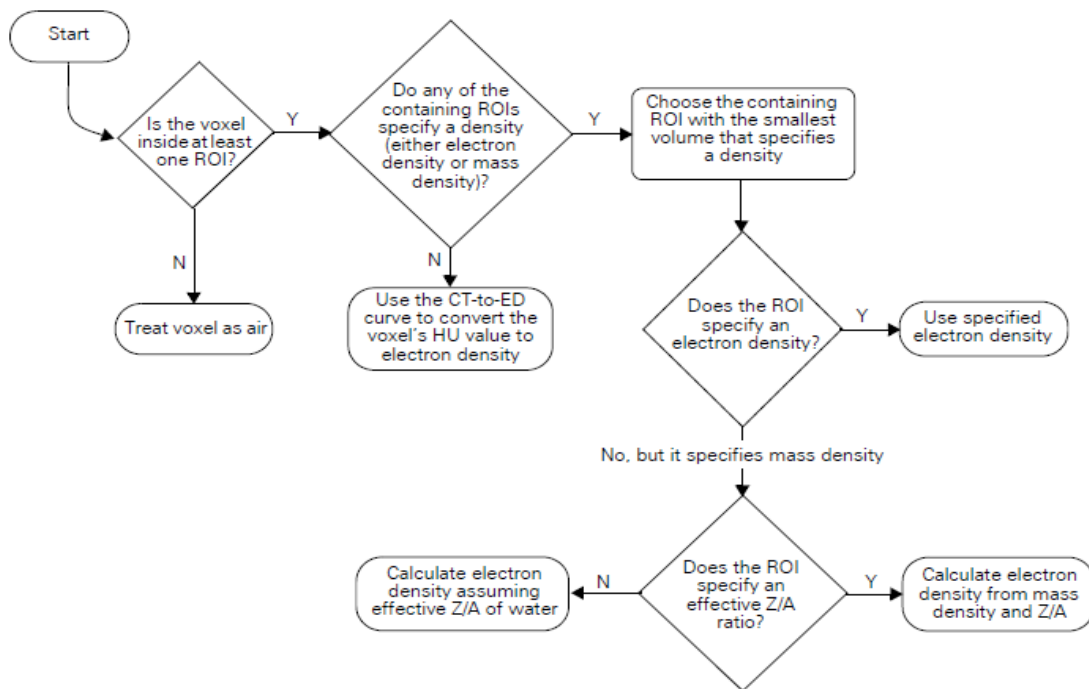 Start
Is the voxel
inside at least
one ROI?
Y
N
Treat voxel as air
Do any of the
containing ROIs
specify a density
(either electron
density or mass
density)?
Y
N
Use the CT-to-ED
curve to convert the
voxel's HU value to
electron density
Choose the containing
ROI with the smallest
volume that specifies
a density
Does the ROI
specify an
electron density?
Y
Use specified
electron density
No, but it specifies mass density
Does the ROI
specify an
effective Z/A
ratio?
N
Calculate electron
density assuming
effective Z/A of water
Y
Calculate electron
density from mass
density and Z/A